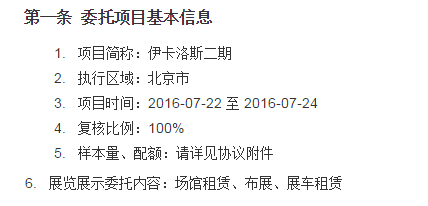 第一条 委托项目基本信息
1. 项目简称：伊卡洛斯二期
2. 执行区域：北京市
3. 项目时间：2016-07-22 至 2016-07-24
4. 复核比例：100%
5. 样本量、配额：请详见协议附件
6. 展览展示委托内容：场馆租赁、布展、展车租赁